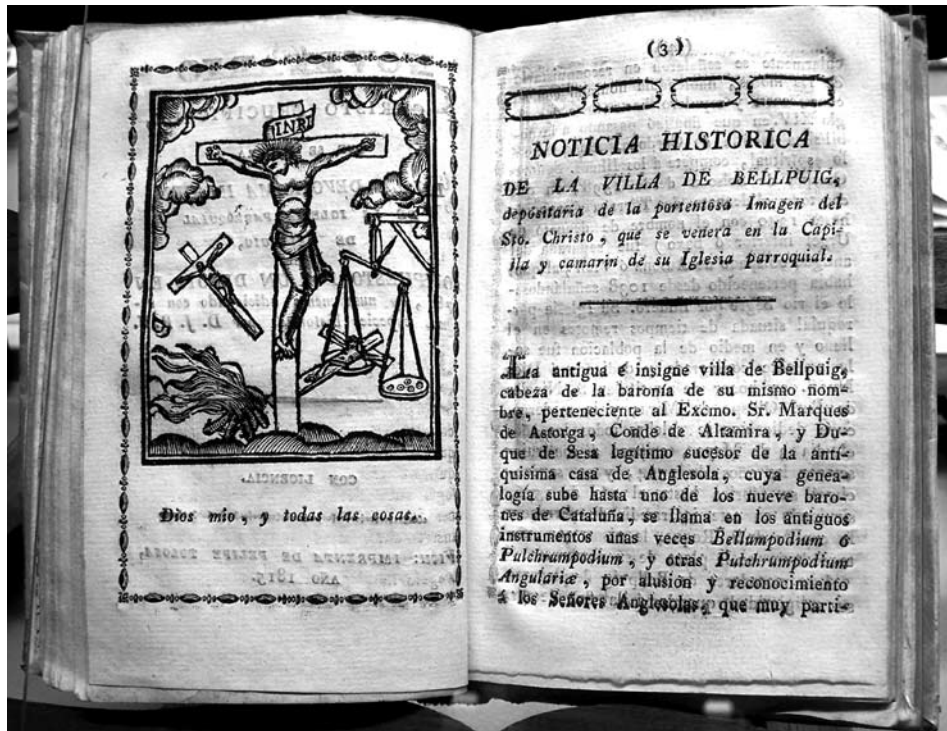 INRI
Dios mio, y todas las cosas.
(3)
NOTICIA HISTORICA
DE LA VILLA DE BELLPUIG,
depositaria de la portentosa Imagen del
Sto. Christo, que se venera en la Capi-
lla y camarin de su Iglesia parroquial.
La antigua é insigne villa de Bellpuig,
cabeza de la baronía de su mismo nom-
bre, perteneciente al Excmo. Sr. Marques
de Astorga, Conde de Altamira, y Du-
que de Sesa legítimo sucesor de la anti-
quisima casa de Anglesola, cuya genea-
logía sube hasta uno de los nueve baro-
nes de Cataluña, se llama en los antiguos
instrumentos unas veces Bellumpodium ó
Pulchrumpodium, y otras Pulchrumpodium
Angulariæ, por alusion y reconocimiento
á los Señores Anglesolas, que muy parti-